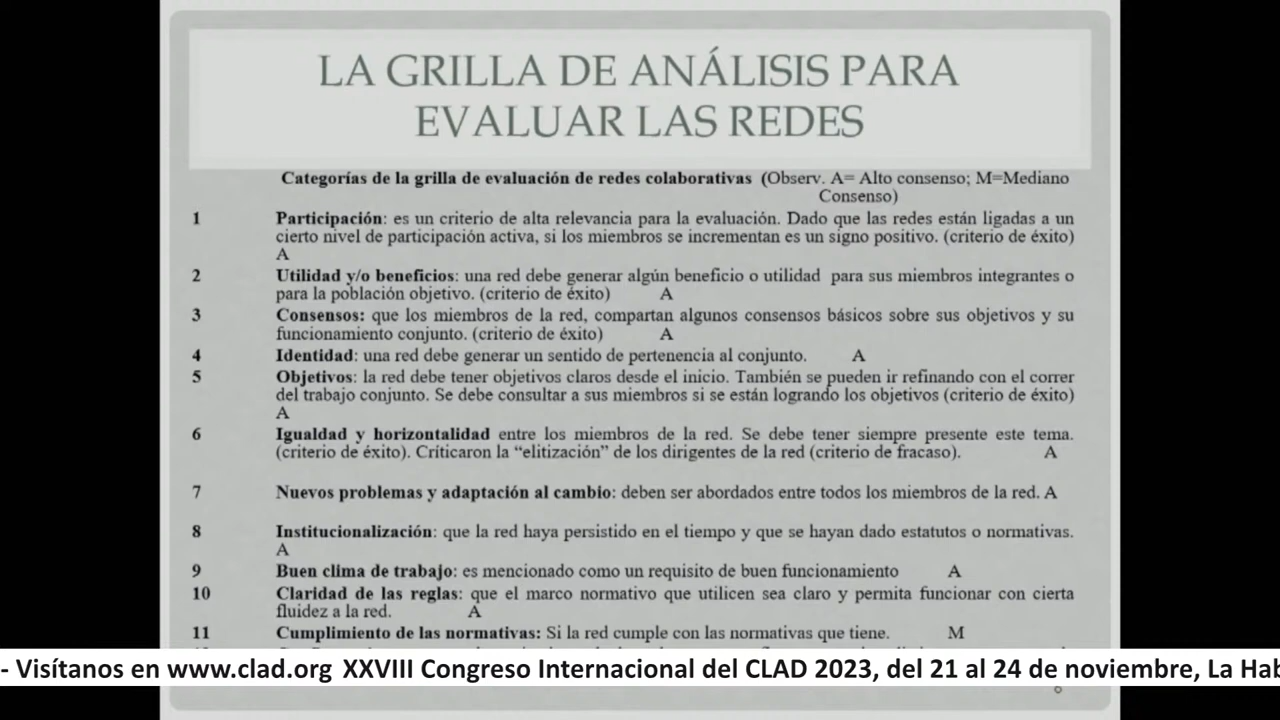 LA GRILLA DE ANÁLISIS PARA
EVALUAR LAS REDES
Categorías de la grilla de evaluación de redes colaborativas (Observ. A= Alto consenso; M=Mediano
Consenso)
1 Participación: es un criterio de alta relevancia para la evaluación. Dado que las redes están ligadas a un
cierto nivel de participación activa, si los miembros se incrementan es un signo positivo. (criterio de éxito)
A
2 Utilidad y/o beneficios: una red debe generar algún beneficio o utilidad para sus miembros integrantes o
para la población objetivo. (criterio de éxito) A
3 Consensos: que los miembros de la red, compartan algunos consensos básicos sobre sus objetivos y su
funcionamiento conjunto. (criterio de éxito) A
4 Identidad: una red debe generar un sentido de pertenencia al conjunto. A
5 Objetivos: la red debe tener objetivos claros desde el inicio. También se pueden ir refinando con el correr
del trabajo conjunto. Se debe consultar a sus miembros si se están logrando los objetivos (criterio de éxito)
A
6 Igualdad y horizontalidad entre los miembros de la red. Se debe tener siempre presente este tema.
(criterio de éxito). Criticaron la “elitización” de los dirigentes de la red (criterio de fracaso). A
7 Nuevos problemas y adaptación al cambio: deben ser abordados entre todos los miembros de la red. A
8 Institucionalización: que la red haya persistido en el tiempo y que se hayan dado estatutos o normativas.
A
9 Buen clima de trabajo: es mencionado como un requisito de buen funcionamiento A
10 Claridad de las reglas: que el marco normativo que utilicen sea claro y permita funcionar con cierta
fluidez a la red. A
11 Cumplimiento de las normativas: Si la red cumple con las normativas que tiene. M
- Visítanos en www.clad.org XXVIII Congreso Internacional del CLAD 2023, del 21 al 24 de noviembre, La Hab